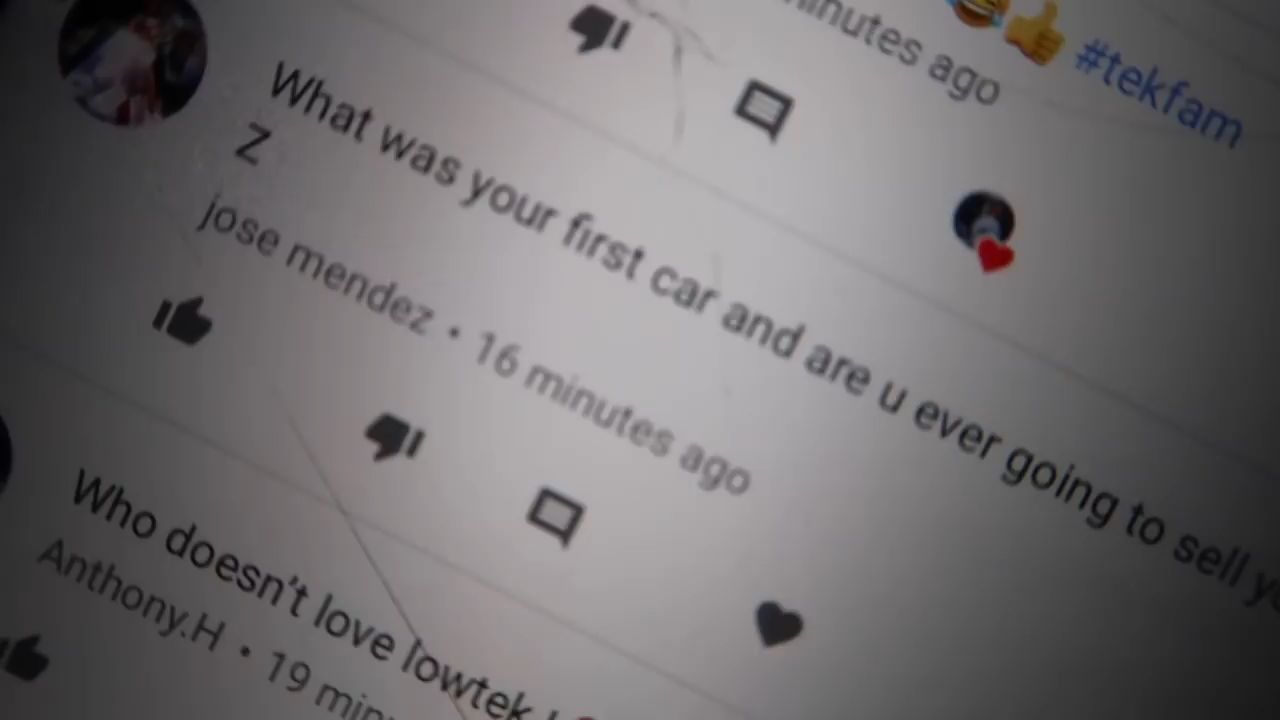 #tekfam
minutes ago
What was your first car and are u ever going to sell
Z
jose mendez • 16 minutes ago
Who doesn't love lowtek
Anthony.H • 19